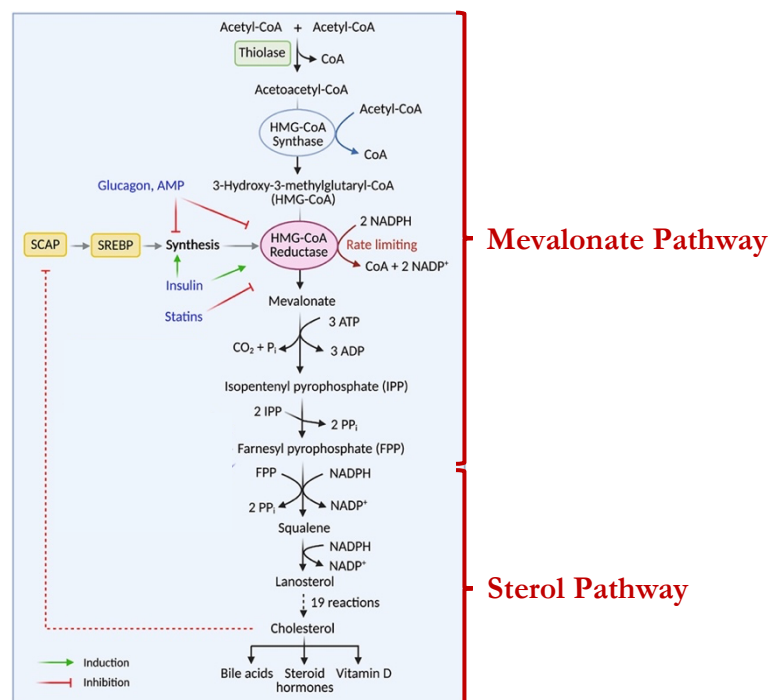 Acetyl-CoA + Acetyl-CoA
Thiolase
CoA
Acetoacetyl-CoA
Acetyl-CoA
HMG-CoA
Synthase
CoA
Glucagon, AMP
3-Hydroxy-3-methylglutaryl-CoA
(HMG-CoA)
2 NADPH
SCAP
SREBP
Synthesis
HMG-CoA
Reductase
Rate limiting
Mevalonate Pathway
CoA + 2 NADP⁺
Insulin
Mevalonate
Statins
3 ATP
CO₂ + Pᵢ
3 ADP
Isopentenyl pyrophosphate (IPP)
2 IPP
2 PPᵢ
Farnesyl pyrophosphate (FPP)
FPP
NADPH
2 PPᵢ
NADP⁺
Squalene
NADPH
NADP⁺
Lanosterol
Sterol Pathway
19 reactions
Cholesterol
Induction
Inhibition
Bile acids
Steroid
hormones
Vitamin D